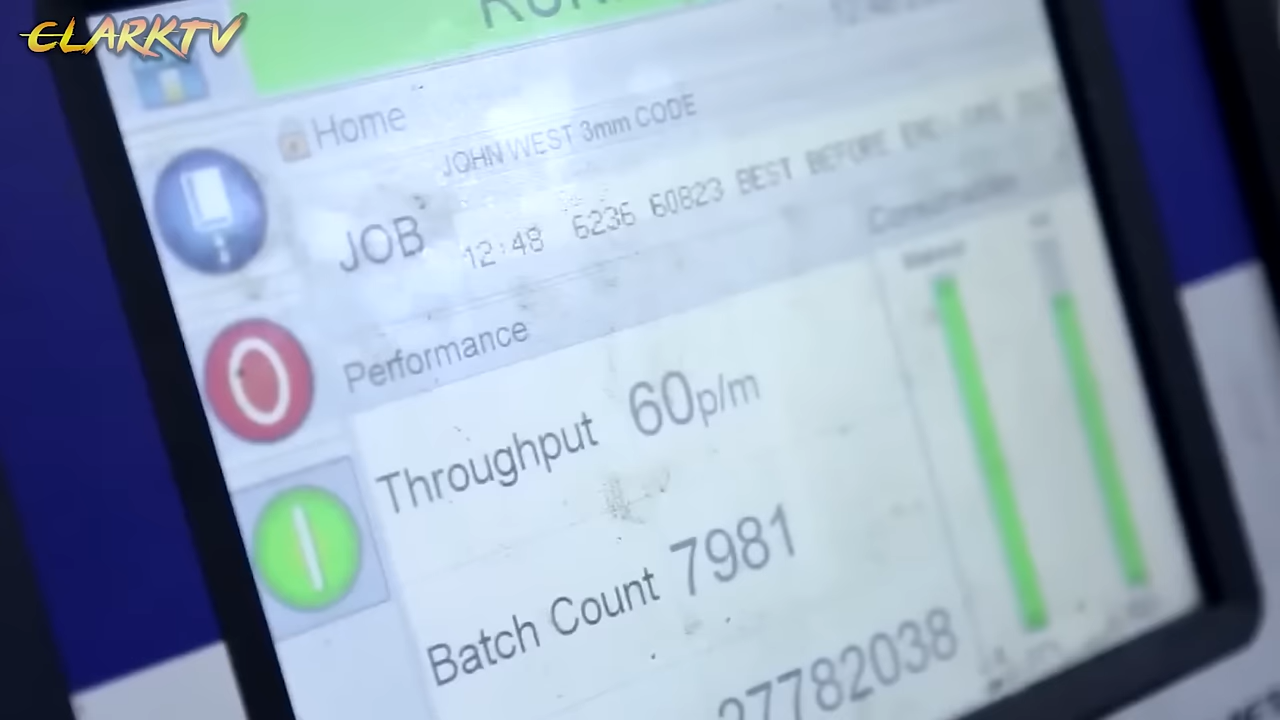 CLARKTV
Home
JOHN WEST 3mm CODE
JOB
12:48 6236 60823 BEST BEFORE END:
Performance
Throughput 60p/m
Batch Count 7981
27782038